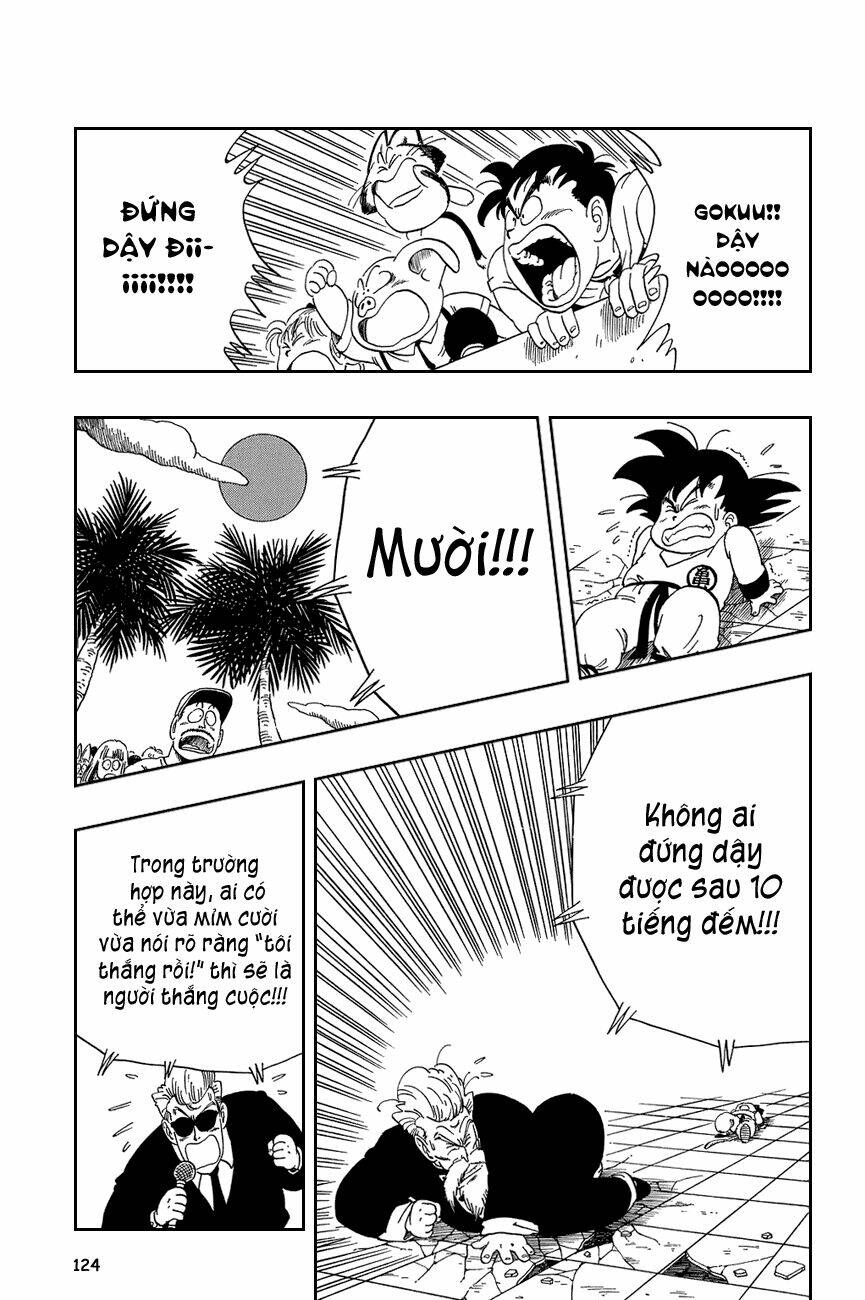 GOKUU!!
DẬY
NÀOOOOO
OOOO!!!!
ĐỨNG
DẬY ĐII-
IIII!!!!
亀
Mười!!!
Không ai
đứng dậy
được sau 10
tiếng đếm!!!
Trong trường
hợp này, ai có
thể vừa mỉm cười
vừa nói rõ ràng "tôi
thắng rồi!" thì sẽ là
người thắng cuộc!!!
124